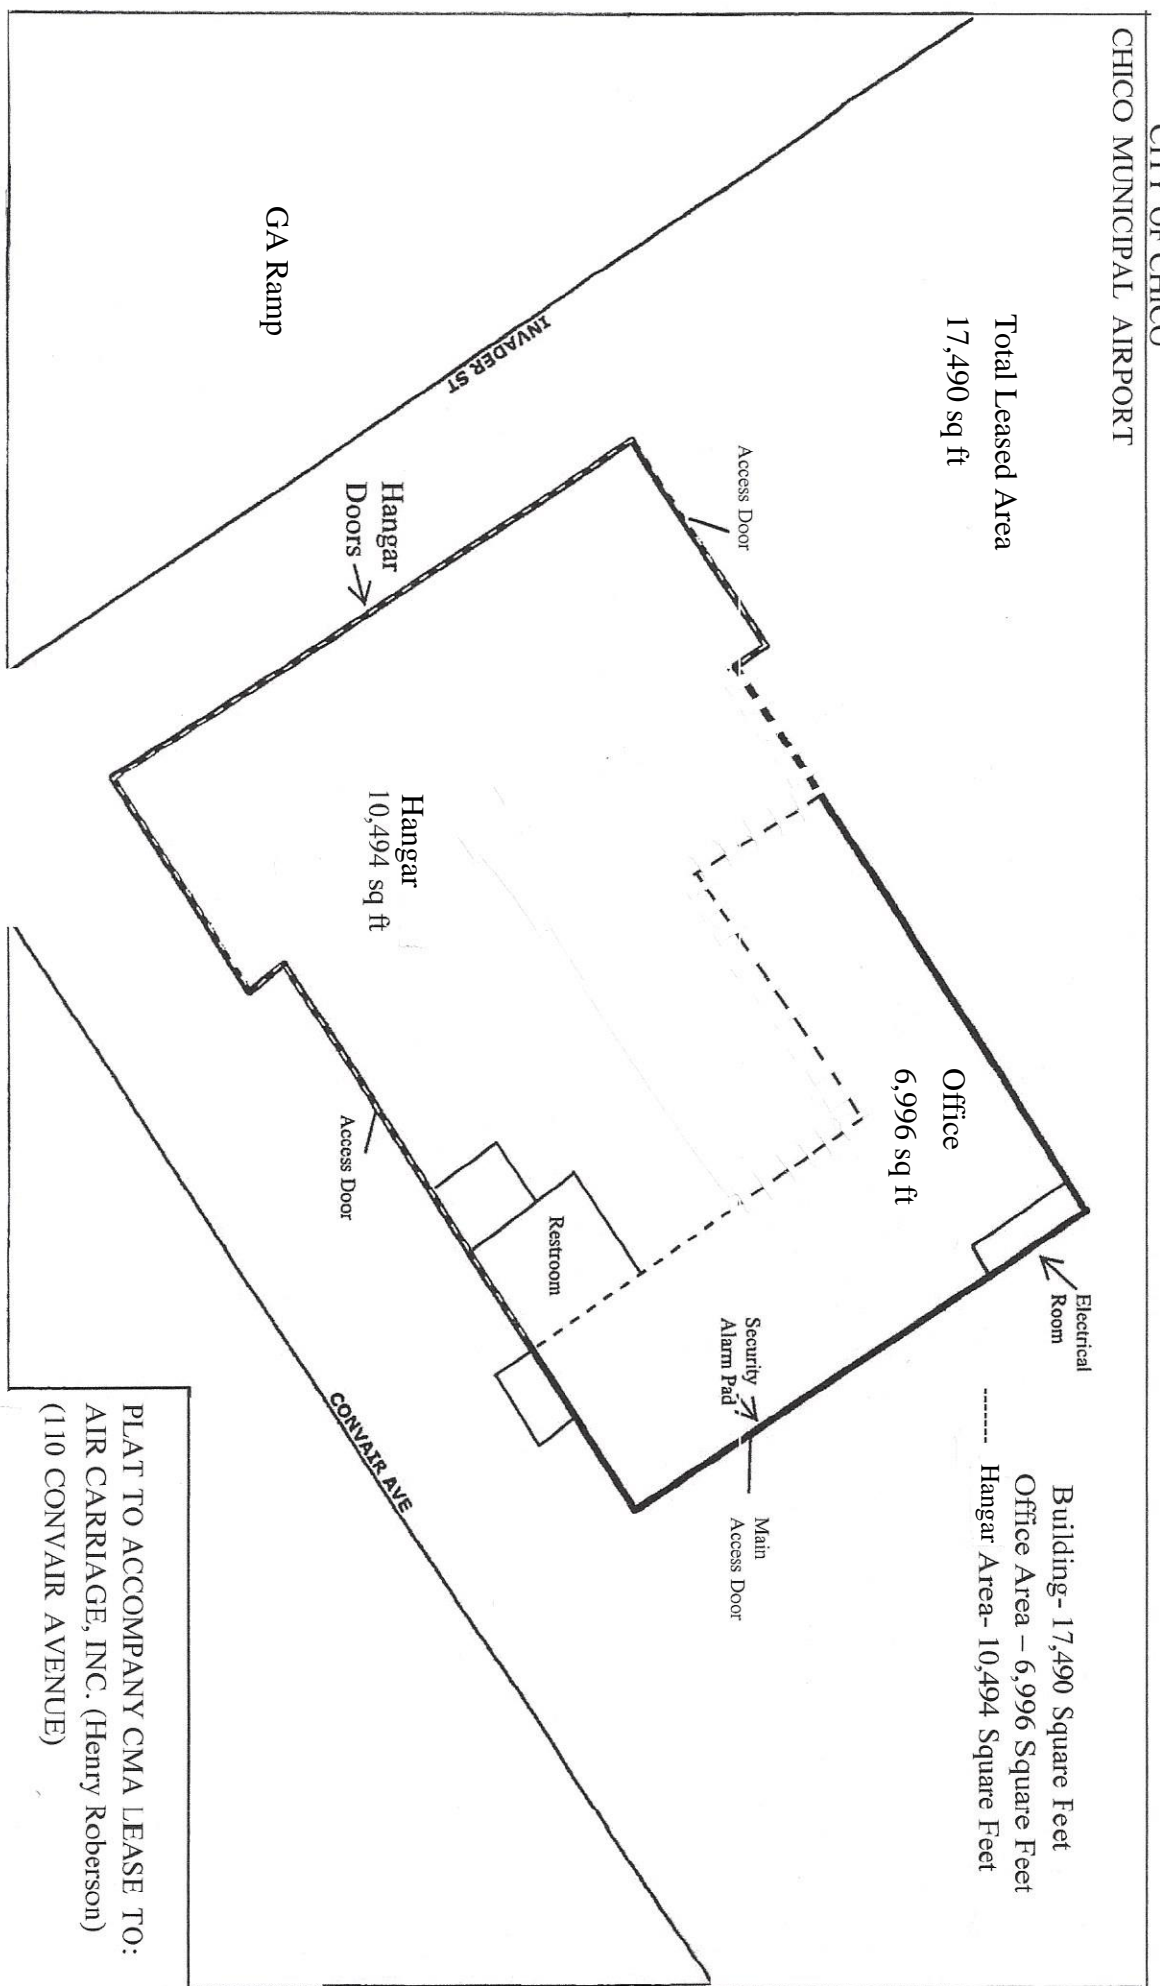 CITY OF CHICO
CHICO MUNICIPAL AIRPORT
Total Leased Area
17,490 sq ft
Building- 17,490 Square Feet
Office Area – 6,996 Square Feet
------- Hangar Area- 10,494 Square Feet
Electrical
Room
Access Door
Office
6,996 sq ft
Security
Alarm Pad
Main
Access Door
INVADER ST
Hangar
Doors
Restroom
Hangar
10,494 sq ft
Access Door
GA Ramp
CONVAIR AVE
PLAT TO ACCOMPANY CMA LEASE TO:
AIR CARRIAGE, INC. (Henry Roberson)
(110 CONVAIR AVENUE)